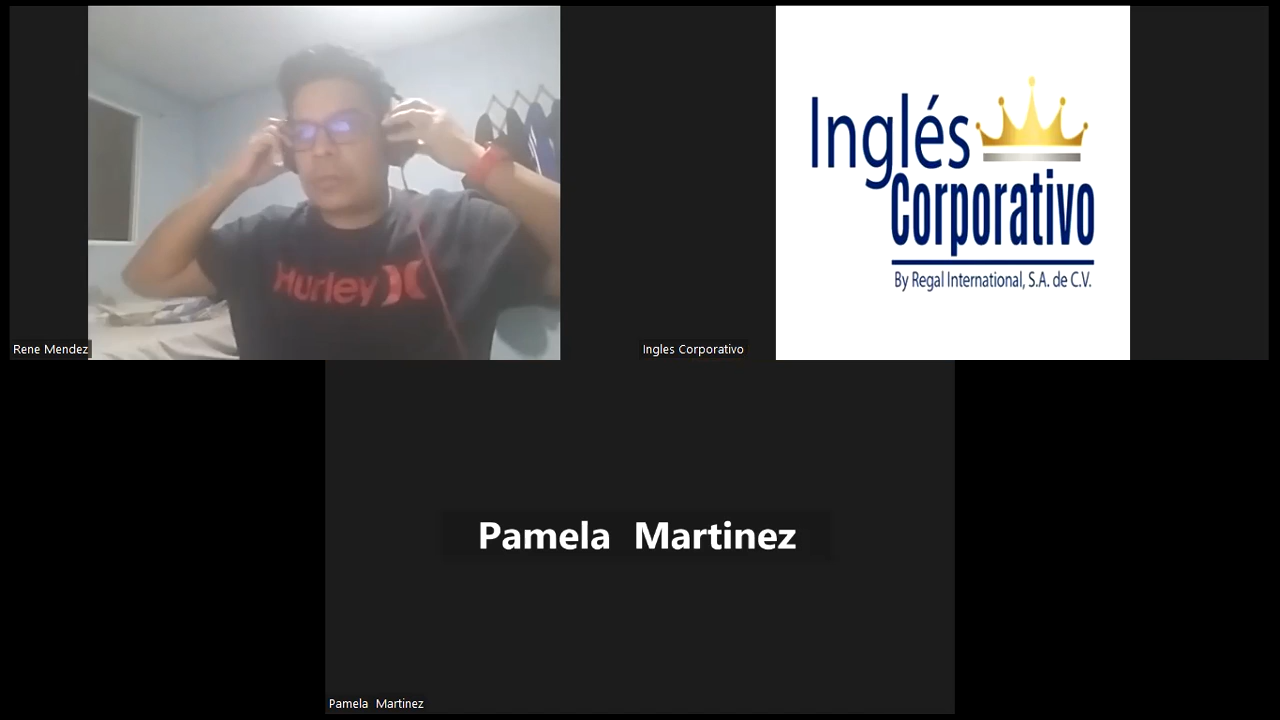 Hurley
Rene Mendez
Inglés
Corporativo
By Regal International, S.A. de C.V.
Ingles Corporativo
Pamela Martinez
Pamela Martinez